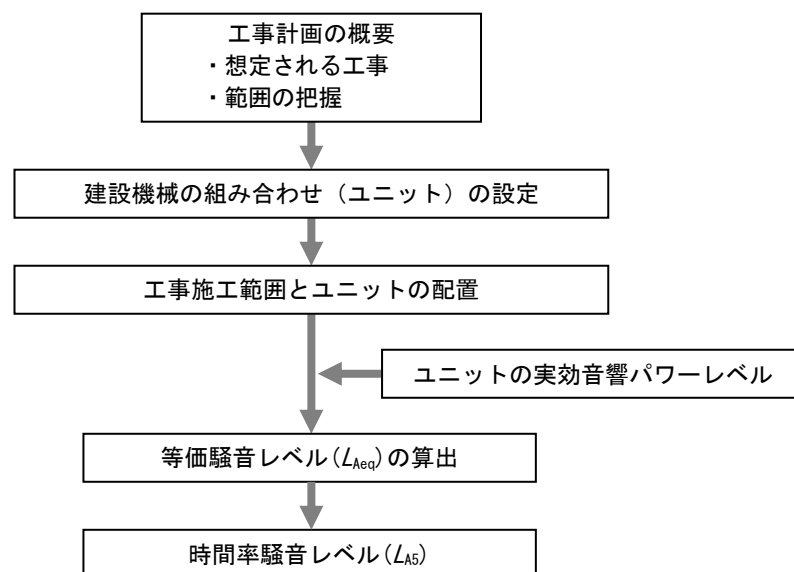 工事計画の概要
・想定される工事
・範囲の把握
建設機械の組み合わせ（ユニット）の設定
工事施工範囲とユニットの配置
ユニットの実効音響パワーレベル
等価騒音レベル(LAeq)の算出
時間率騒音レベル(LA5)